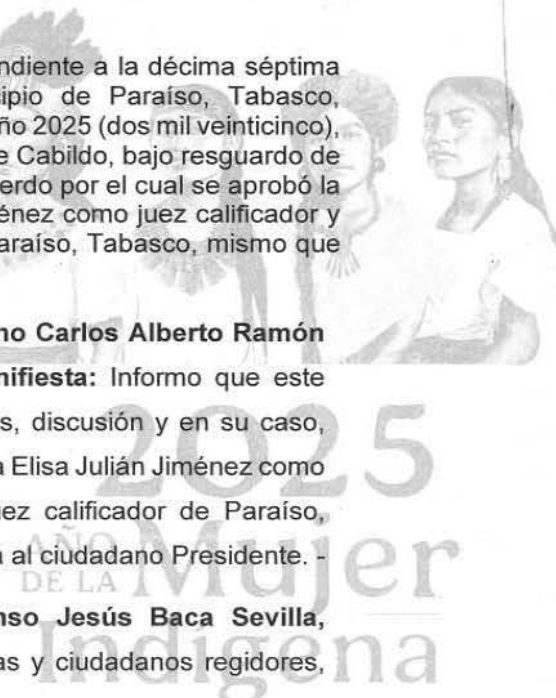 ndiente a la décima séptima
ipio de Paraíso, Tabasco,
ño 2025 (dos mil veinticinco),
e Cabildo, bajo resguardo de
erdo por el cual se aprobó la
énez como juez calificador y
araíso, Tabasco, mismo que
no Carlos Alberto Ramón
nifiesta: Informo que este
s, discusión y en su caso,
a Elisa Julián Jiménez como
ez calificador de Paraíso,
a al ciudadano Presidente. -
nso Jesús Baca Sevilla,
as y ciudadanos regidores,
2025
AÑO
DE LA Mujer
Indígena